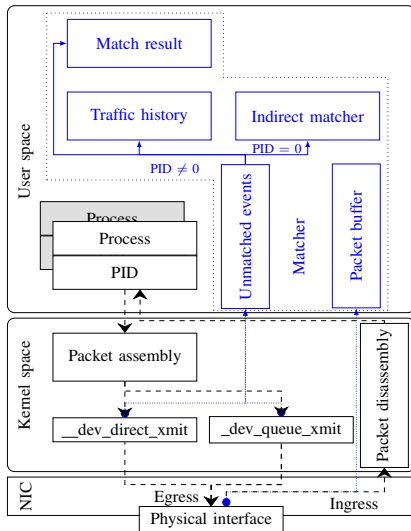 Match result
Traffic history
Indirect matcher
PID = 0
PID ≠ 0
User space
Unmatched events
Matcher
Packet buffer
Process
Process
PID
Kernel space
Packet assembly
Packet disassembly
__dev_direct_xmit
_dev_queue_xmit
NIC
Egress
Ingress
Physical interface